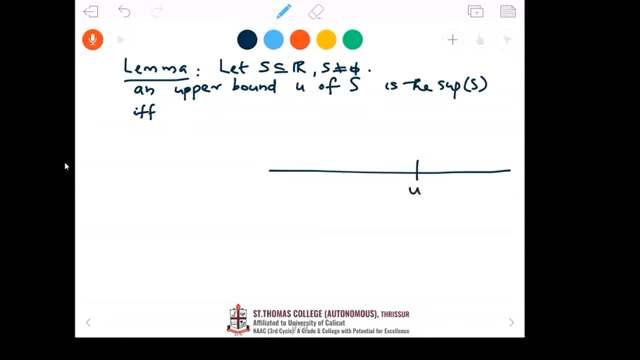 Lemma : Let S ⊆ ℝ, S ≠ ϕ.
an upper bound u of S is the sup(S)
iff
u
ST.THOMAS COLLEGE (AUTONOMOUS), THRISSUR
Affiliated to University of Calicut
NAAC (3rd Cycle) 'A Grade & College with Potential for Excellence